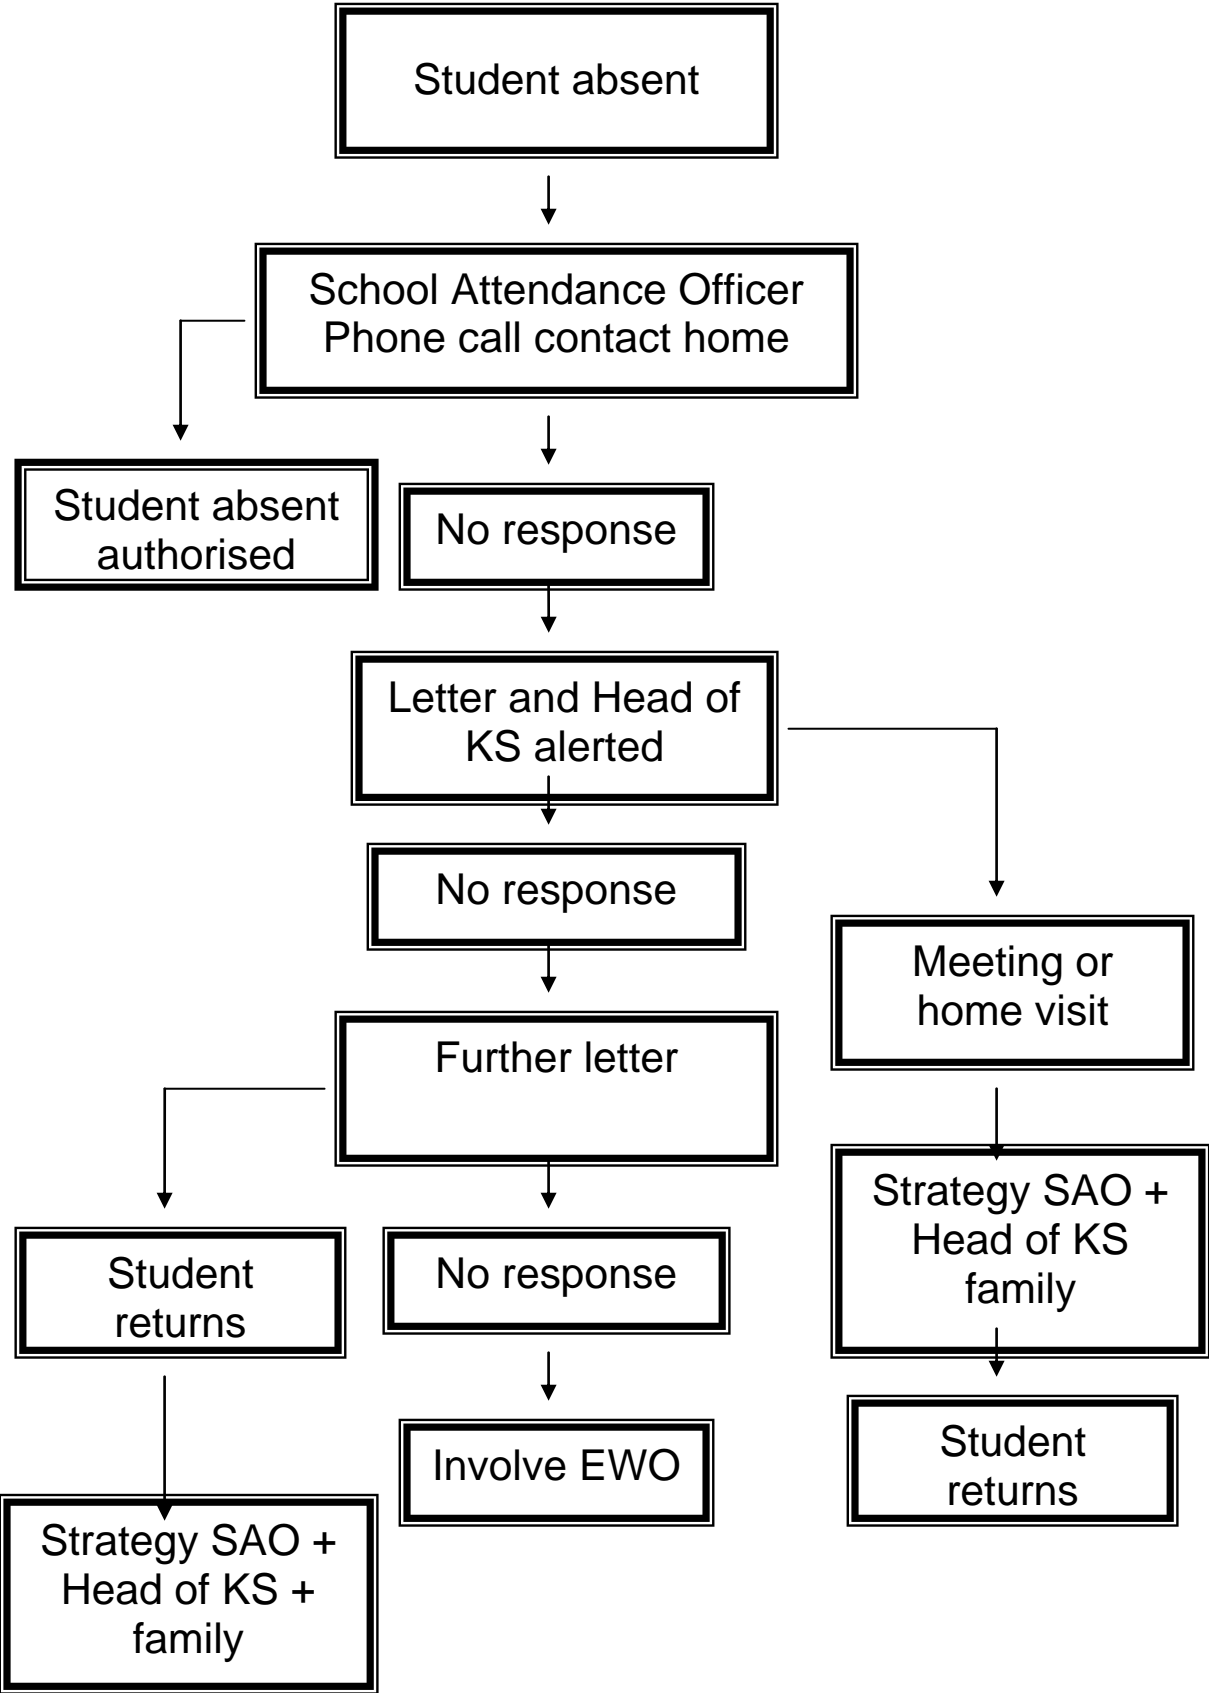 Student absent
School Attendance Officer
Phone call contact home
Student absent
authorised
No response
Letter and Head of
KS alerted
No response
Meeting or
home visit
Further letter
Strategy SAO +
Head of KS
family
Student
returns
No response
Student
returns
Involve EWO
Strategy SAO +
Head of KS +
family